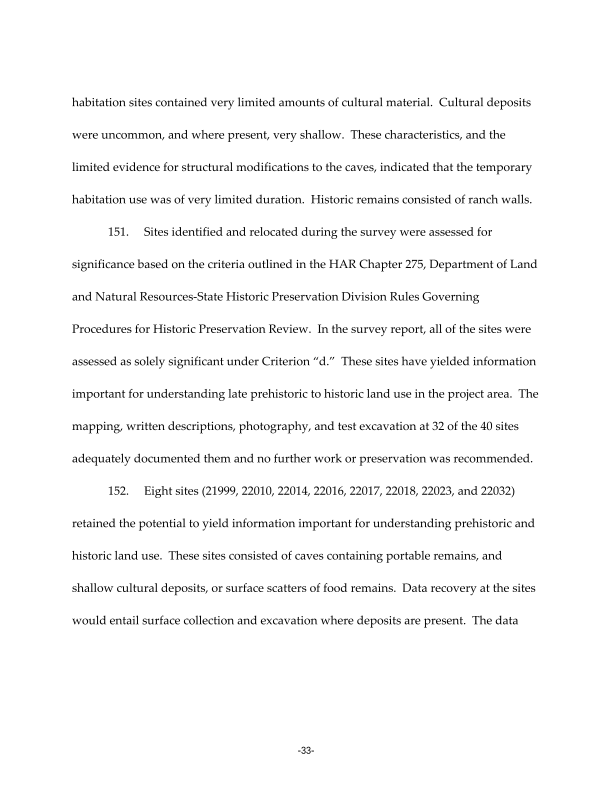 habitation sites contained very limited amounts of cultural material.  Cultural deposits
were uncommon, and where present, very shallow.  These characteristics, and the
limited evidence for structural modifications to the caves, indicated that the temporary
habitation use was of very limited duration.  Historic remains consisted of ranch walls.
151.    Sites identified and relocated during the survey were assessed for
significance based on the criteria outlined in the HAR Chapter 275, Department of Land
and Natural Resources-State Historic Preservation Division Rules Governing
Procedures for Historic Preservation Review.  In the survey report, all of the sites were
assessed as solely significant under Criterion “d.”  These sites have yielded information
important for understanding late prehistoric to historic land use in the project area.  The
mapping, written descriptions, photography, and test excavation at 32 of the 40 sites
adequately documented them and no further work or preservation was recommended.
152.    Eight sites (21999, 22010, 22014, 22016, 22017, 22018, 22023, and 22032)
retained the potential to yield information important for understanding prehistoric and
historic land use.  These sites consisted of caves containing portable remains, and
shallow cultural deposits, or surface scatters of food remains.  Data recovery at the sites
would entail surface collection and excavation where deposits are present.  The data
-33-